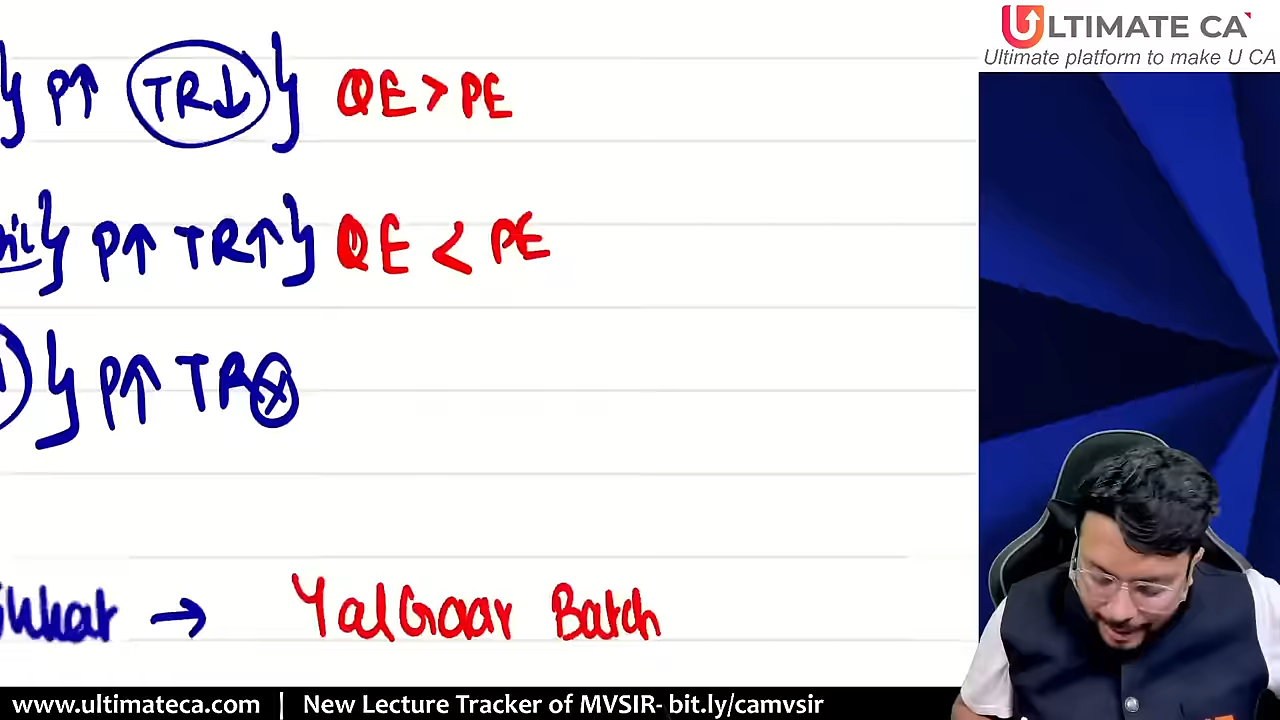 ULTIMATE CA
Ultimate platform to make U CA
} P↑ TR↓ } QE > PE
} P↑ TR↑ } QE < PE
} P↑ TR⊗
→ YalGaar Batch
www.ultimateca.com | New Lecture Tracker of MVSIR- bit.ly/camvsir